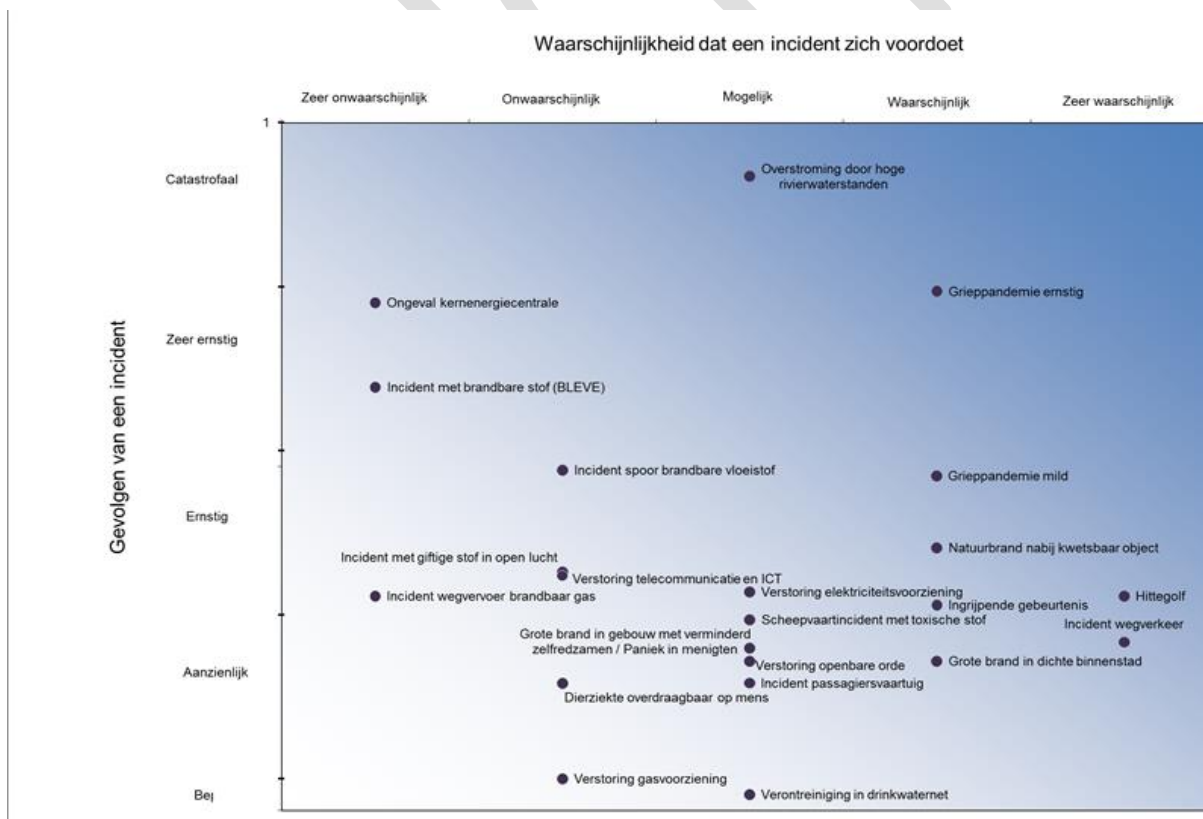 Waarschijnlijkheid dat een incident zich voordoet
Zeer onwaarschijnlijk
Onwaarschijnlijk
Mogelijk
Waarschijnlijk
Zeer waarschijnlijk
1
Gevolgen van een incident
Catastrofaal
Overstroming door hoge
rivierwaterstanden
Grieppandemie ernstig
Ongeval kernenergiecentrale
Zeer ernstig
Incident met brandbare stof (BLEVE)
Incident spoor brandbare vloeistof
Grieppandemie mild
Ernstig
Natuurbrand nabij kwetsbaar object
Incident met giftige stof in open lucht
Verstoring telecommunicatie en ICT
Verstoring elektriciteitsvoorziening
Incident wegvervoer brandbaar gas
Hittegolf
Ingrijpende gebeurtenis
Scheepvaartincident met toxische stof
Incident wegverkeer
Grote brand in gebouw met verminderd
zelfredzamen / Paniek in menigten
Verstoring openbare orde
Grote brand in dichte binnenstad
Aanzienlijk
Incident passagiersvaartuig
Dierziekte overdraagbaar op mens
Verstoring gasvoorziening
Verontreiniging in drinkwaternet